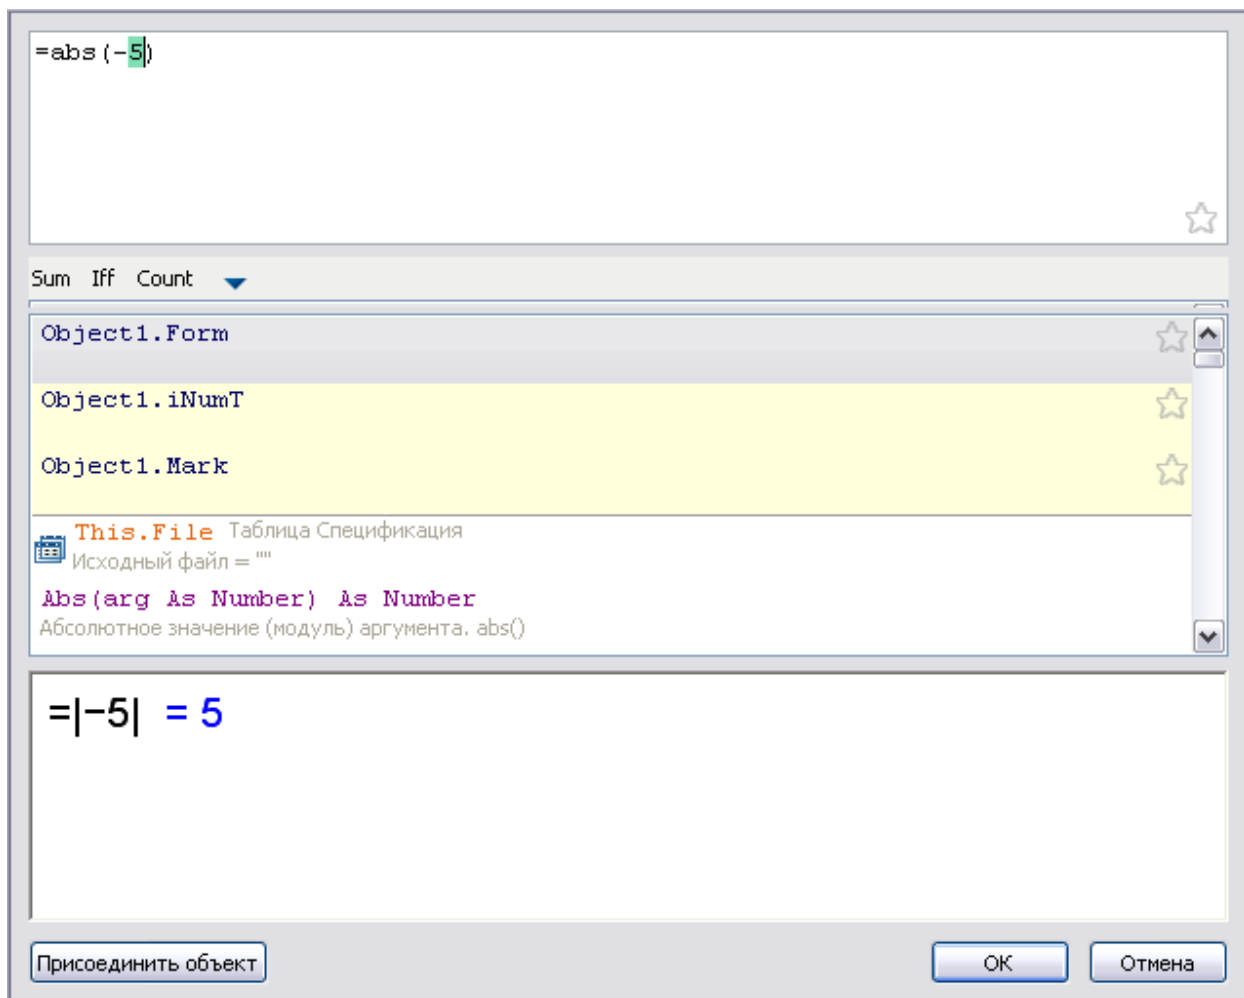 =abs(-5)
Sum Iff Count
Object1.Form
Object1.iNumT
Object1.Mark
This.File Таблица Спецификация
Исходный файл = ""
Abs(arg As Number) As Number
Абсолютное значение (модуль) аргумента. abs()
=|−5| = 5
Присоединить объект OK Отмена